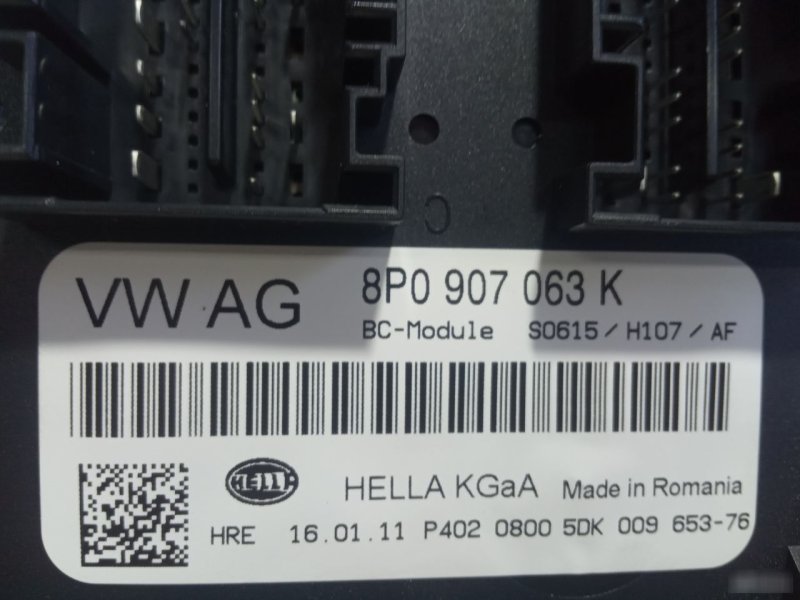 C
VW AG 8P0 907 063 K
BC-Module S0615 / H107 / AF
HELLA HELLA KGaA Made in Romania
HRE 16.01.11 P402 0800 5DK 009 653-76